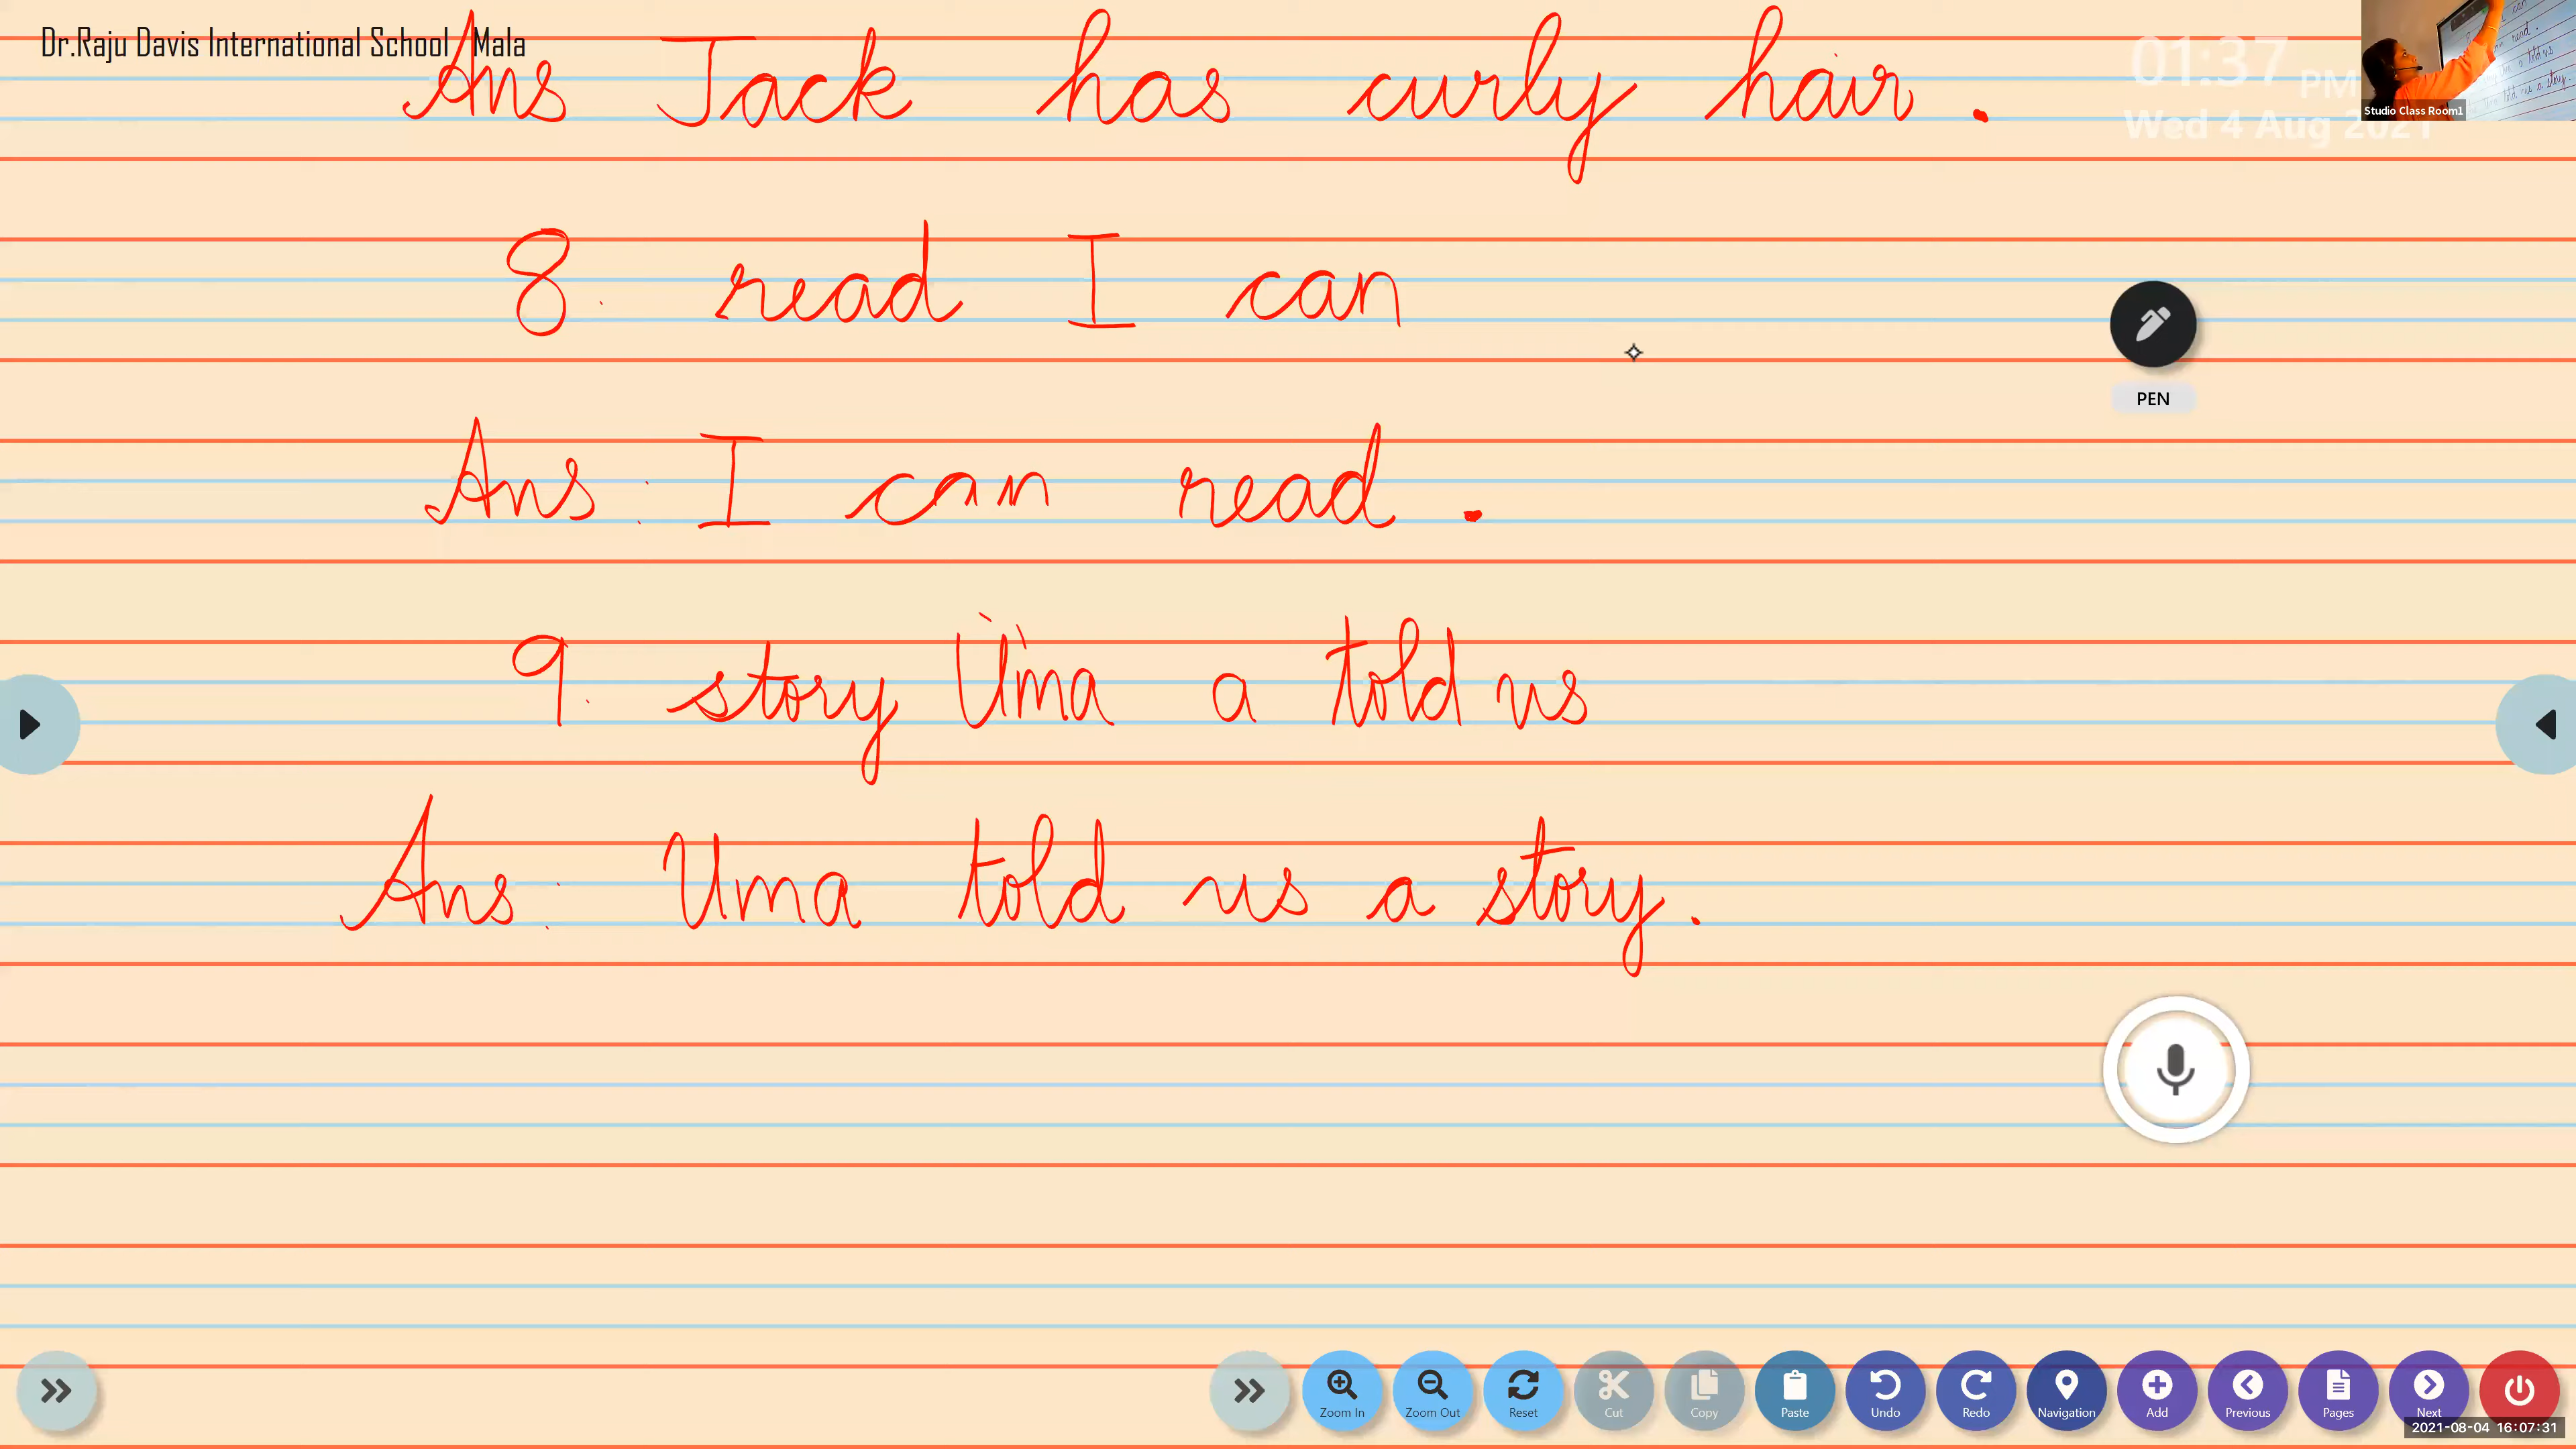 Dr.Raju Davis International School Mala
Ans Jack has curly hair.
01:37 PM
Wed 4 Aug 2021
Studio Class Room1
8. read I can
PEN
Ans: I can read.
9. story Uma a told us
Ans: Uma told us a story.
Zoom In Zoom Out Reset Cut Copy Paste Undo Redo Navigation Add Previous Pages Next
2021-08-04 16:07:31